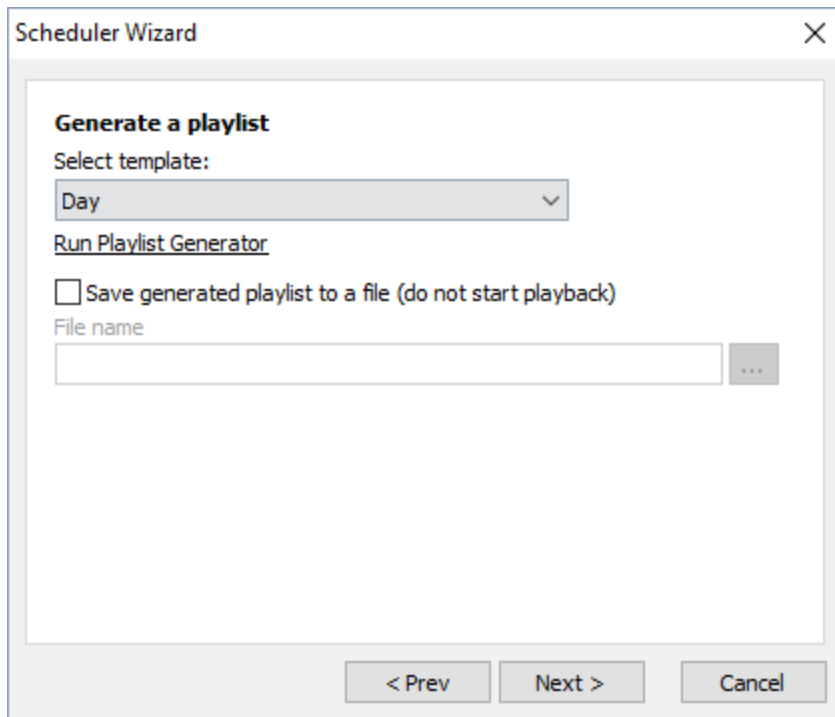 Scheduler Wizard
Generate a playlist
Select template:
Day
Run Playlist Generator
Save generated playlist to a file (do not start playback)
File name
...
< Prev
Next >
Cancel